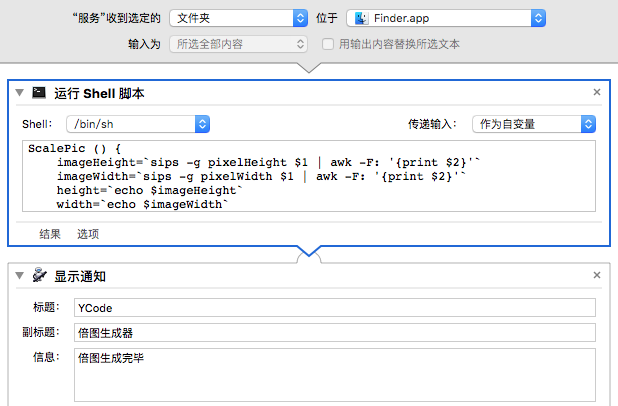 “服务”收到选定的 文件夹 位于 Finder.app
输入为 所选全部内容 用输出内容替换所选文本
运行 Shell 脚本
Shell： /bin/sh 传递输入： 作为自变量
ScalePic () {
    imageHeight=`sips -g pixelHeight $1 | awk -F: '{print $2}'`
    imageWidth=`sips -g pixelWidth $1 | awk -F: '{print $2}'`
    height=`echo $imageHeight`
    width=`echo $imageWidth`
结果 选项
显示通知
标题： YCode
副标题： 倍图生成器
信息： 倍图生成完毕